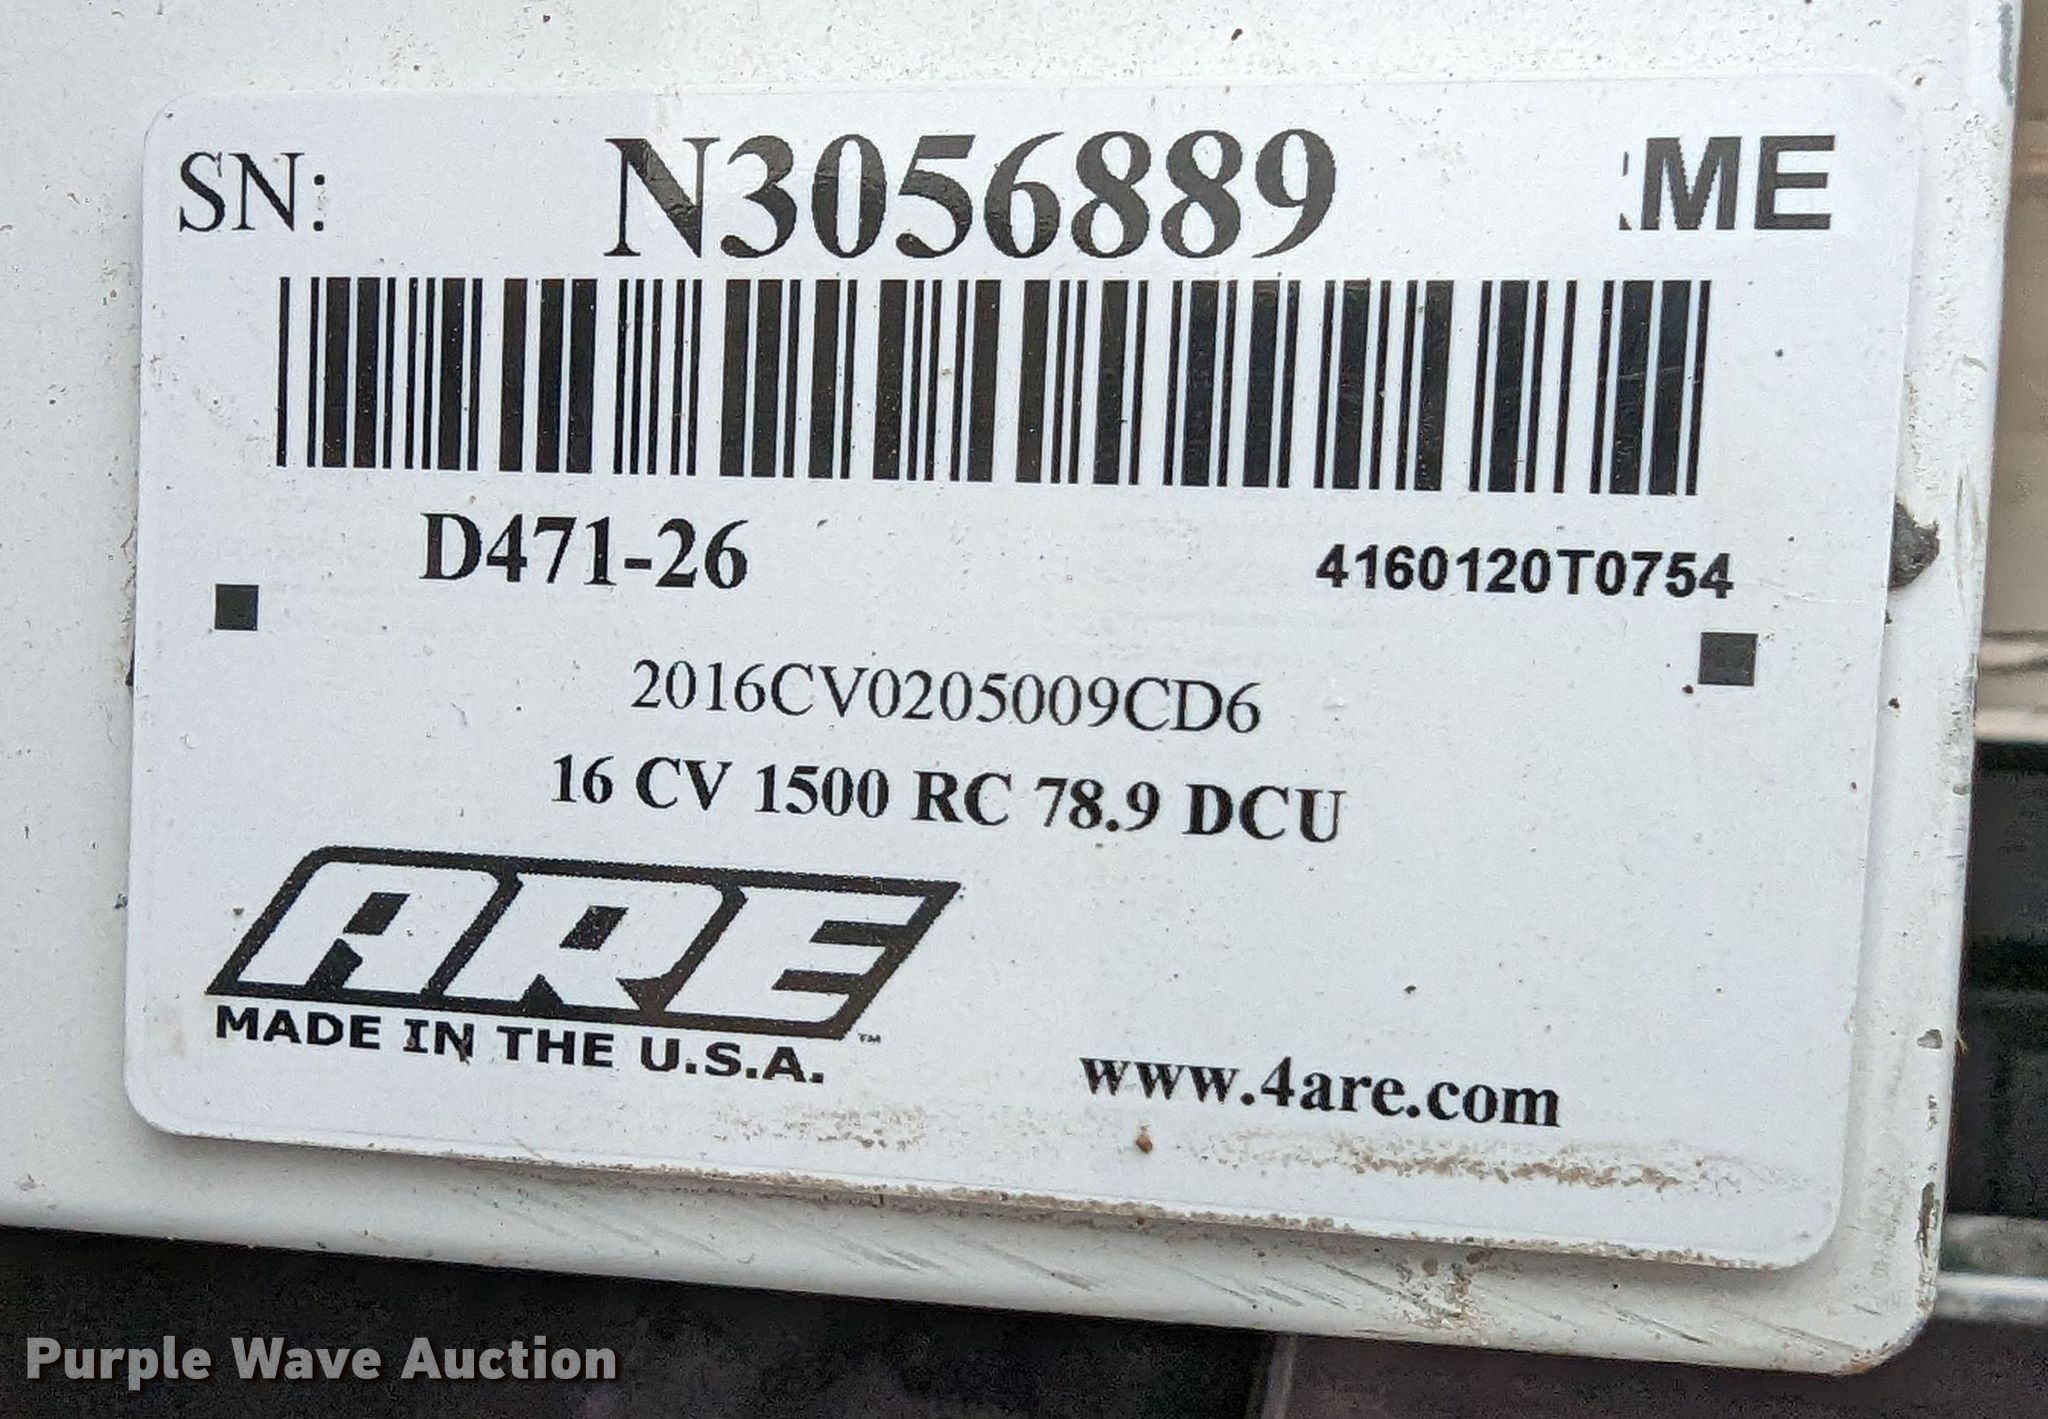 SN: N3056889 ME
D471-26 4160120T0754
2016CV0205009CD6
16 CV 1500 RC 78.9 DCU
ARE™
MADE IN THE U.S.A.
www.4are.com
Purple Wave Auction